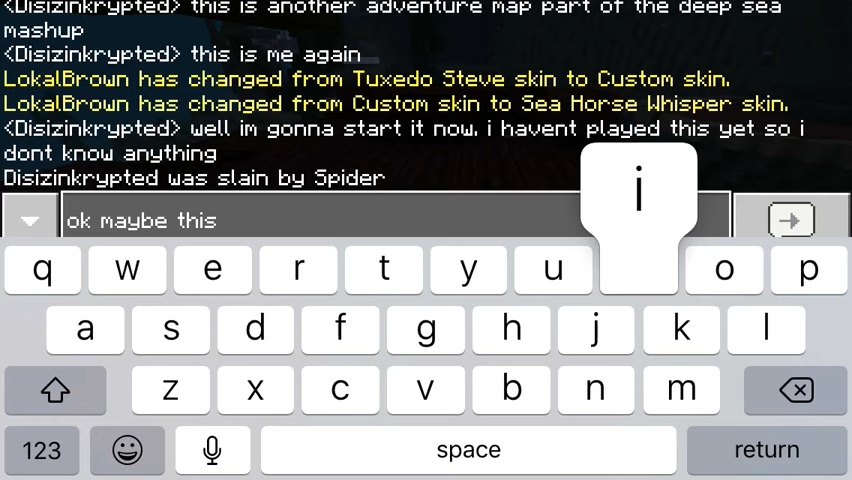 <Disizinkrypted> this is another adventure map part of the deep sea
mashup
<Disizinkrypted> this is me again
LokalBrown has changed from Tuxedo Steve skin to Custom skin.
LokalBrown has changed from Custom skin to Sea Horse Whisper skin.
<Disizinkrypted> well im gonna start it now. i havent played this yet so i
dont know anything
Disizinkrypted was slain by Spider
ok maybe this
i
q w e r t y u o p
a s d f g h j k l
z x c v b n m
123 space return